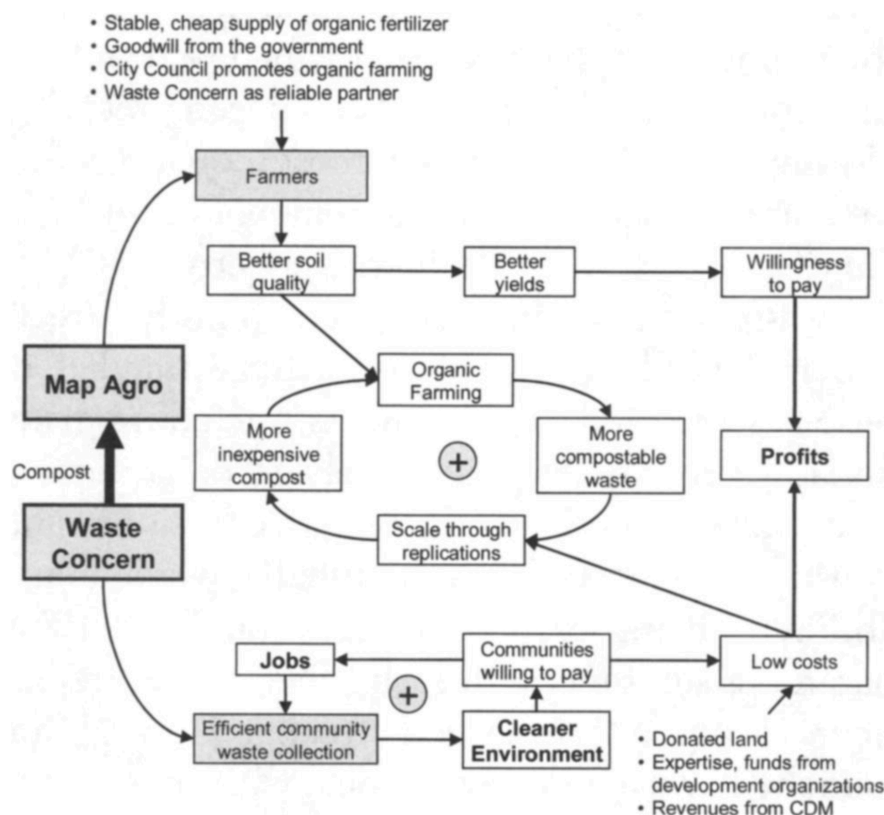 • Stable, cheap supply of organic fertilizer
• Goodwill from the government
• City Council promotes organic farming
• Waste Concern as reliable partner
Farmers
Better soil
quality
Better
yields
Willingness
to pay
Map Agro
Organic
Farming
More
inexpensive
compost
+
More
compostable
waste
Profits
Compost
Waste
Concern
Scale through
replications
Jobs
+
Communities
willing to pay
Low costs
Efficient community
waste collection
Cleaner
Environment
• Donated land
• Expertise, funds from
development organizations
• Revenues from CDM